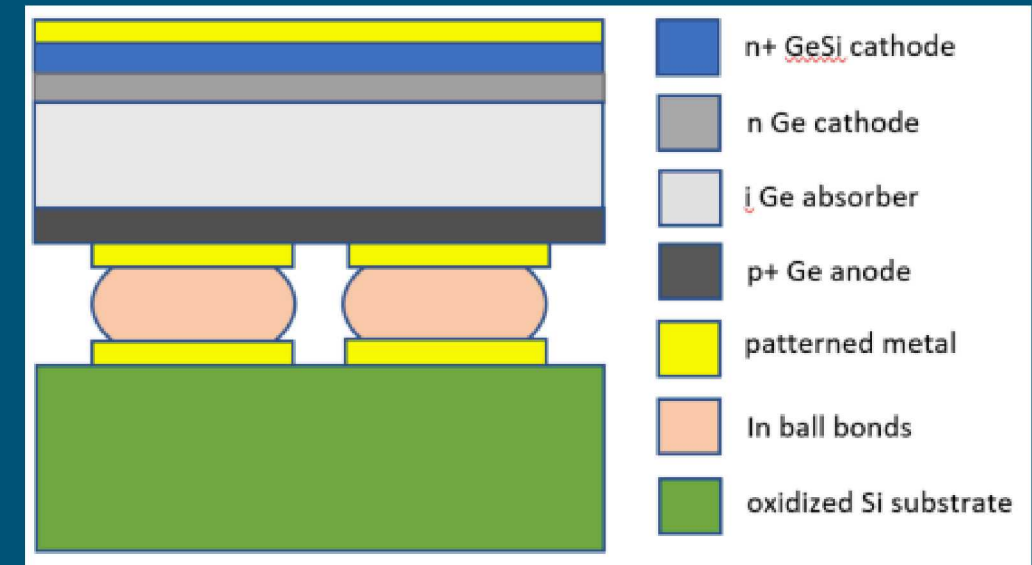 n+ GeSi cathode
n Ge cathode
i Ge absorber
p+ Ge anode
patterned metal
In ball bonds
oxidized Si substrate